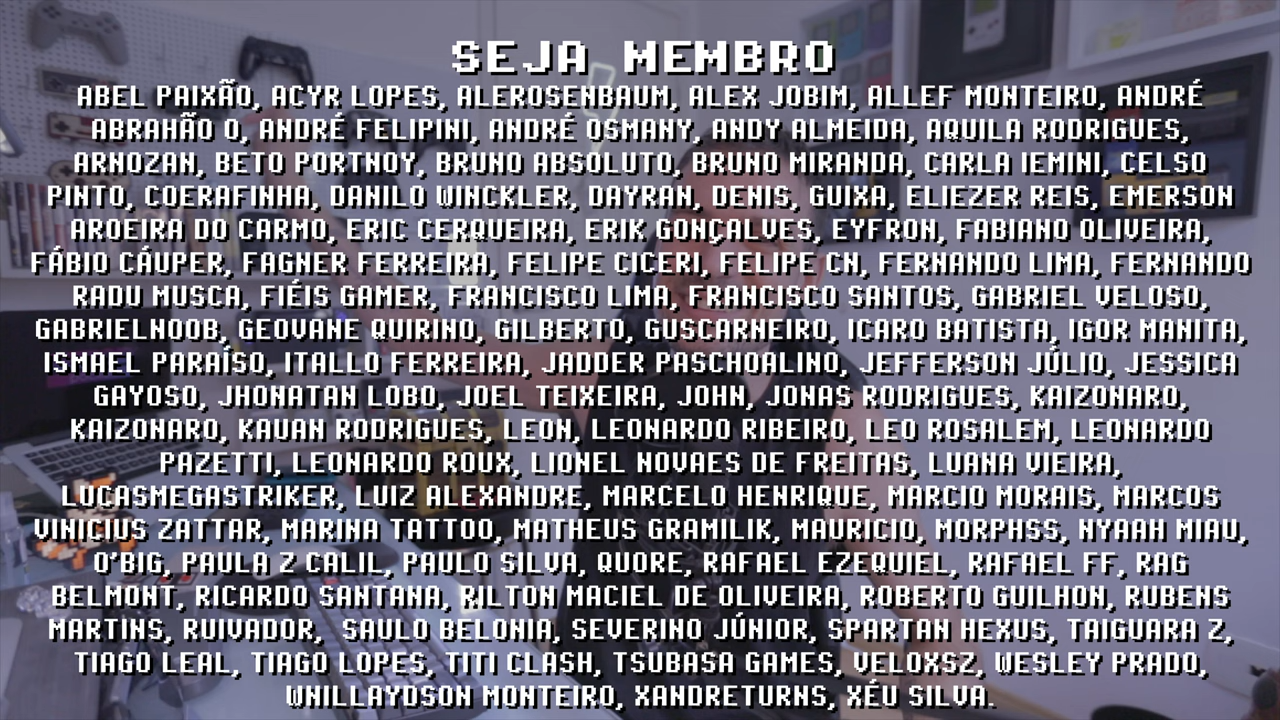 SEJA MEMBRO
ABEL PAIXÃO, ACYR LOPES, ALEROSENBAUM, ALEX JOBIM, ALLEF MONTEIRO, ANDRÉ
ABRAHÃO O, ANDRÉ FELIPINI, ANDRÉ OSMANY, ANDY ALMEIDA, AQUILA RODRIGUES,
ARNOZAN, BETO PORTNOY, BRUNO ABSOLUTO, BRUNO MIRANDA, CARLA IEMINI, CELSO
PINTO, COERAFINHA, DANILO WINCKLER, DAYRAN, DENIS, GUIXA, ELIEZER REIS, EMERSON
AROEIRA DO CARMO, ERIC CERQUEIRA, ERIK GONÇALVES, EYFRON, FABIANO OLIVEIRA,
FÁBIO CÁUPER, FAGNER FERREIRA, FELIPE CICERI, FELIPE CN, FERNANDO LIMA, FERNANDO
RADU MUSCA, FIÉIS GAMER, FRANCISCO LIMA, FRANCISCO SANTOS, GABRIEL VELOSO,
GABRIELNOOB, GEOVANE QUIRINO, GILBERTO, GUSCARNEIRO, ICARO BATISTA, IGOR MANITA,
ISMAEL PARAÍSO, ITALLO FERREIRA, JADDER PASCHOALINO, JEFFERSON JÚLIO, JESSICA
GAYOSO, JHONATAN LOBO, JOEL TEIXEIRA, JOHN, JONAS RODRIGUES, KAIZONARO,
KAIZONARO, KAUAN RODRIGUES, LEON, LEONARDO RIBEIRO, LEO ROSALEM, LEONARDO
PAZETTI, LEONARDO ROUX, LIONEL NOVAES DE FREITAS, LUANA VIEIRA,
LUCASMEGASTRIKER, LUIZ ALEXANDRE, MARCELO HENRIQUE, MARCIO MORAIS, MARCOS
VINICIUS ZATTAR, MARINA TATTOO, MATHEUS GRAMILIK, MAURICIO, MORPHSS, NYAAH MIAU,
O'BIG, PAULA Z CALIL, PAULO SILVA, QUORE, RAFAEL EZEQUIEL, RAFAEL FF, RAG
BELMONT, RICARDO SANTANA, RILTON MACIEL DE OLIVEIRA, ROBERTO GUILHON, RUBENS
MARTINS, RUIVADOR,  SAULO BELONIA, SEVERINO JÚNIOR, SPARTAN HEXUS, TAIGUARA Z,
TIAGO LEAL, TIAGO LOPES, TITI CLASH, TSUBASA GAMES, VELOXSZ, WESLEY PRADO,
WHILLAYDSON MONTEIRO, XANDRETURNS, XÉU SILVA.